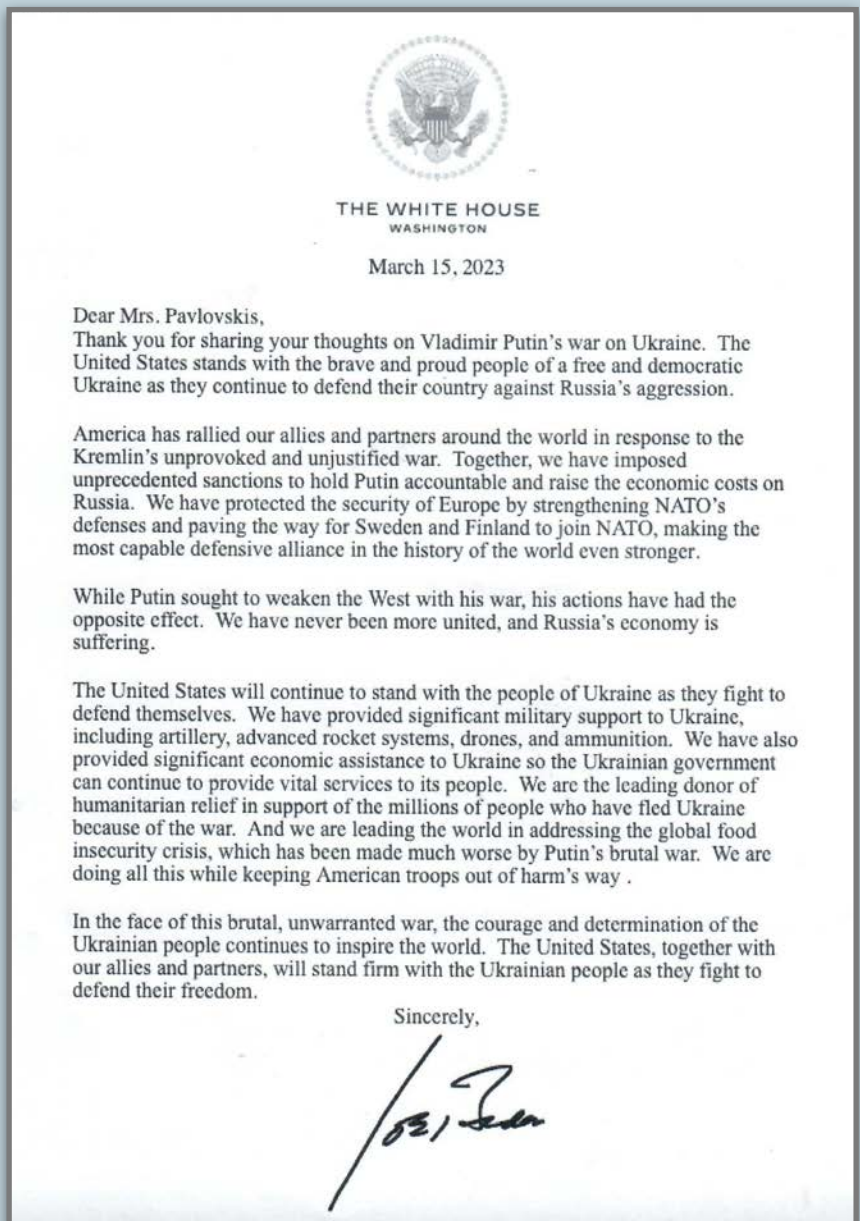 THE WHITE HOUSE
WASHINGTON
March 15, 2023
Dear Mrs. Pavlovskis,
Thank you for sharing your thoughts on Vladimir Putin's war on Ukraine. The
United States stands with the brave and proud people of a free and democratic
Ukraine as they continue to defend their country against Russia's aggression.
America has rallied our allies and partners around the world in response to the
Kremlin's unprovoked and unjustified war. Together, we have imposed
unprecedented sanctions to hold Putin accountable and raise the economic costs on
Russia. We have protected the security of Europe by strengthening NATO's
defenses and paving the way for Sweden and Finland to join NATO, making the
most capable defensive alliance in the history of the world even stronger.
While Putin sought to weaken the West with his war, his actions have had the
opposite effect. We have never been more united, and Russia's economy is
suffering.
The United States will continue to stand with the people of Ukraine as they fight to
defend themselves. We have provided significant military support to Ukraine,
including artillery, advanced rocket systems, drones, and ammunition. We have also
provided significant economic assistance to Ukraine so the Ukrainian government
can continue to provide vital services to its people. We are the leading donor of
humanitarian relief in support of the millions of people who have fled Ukraine
because of the war. And we are leading the world in addressing the global food
insecurity crisis, which has been made much worse by Putin's brutal war. We are
doing all this while keeping American troops out of harm's way .
In the face of this brutal, unwarranted war, the courage and determination of the
Ukrainian people continues to inspire the world. The United States, together with
our allies and partners, will stand firm with the Ukrainian people as they fight to
defend their freedom.
Sincerely,
Joe Biden